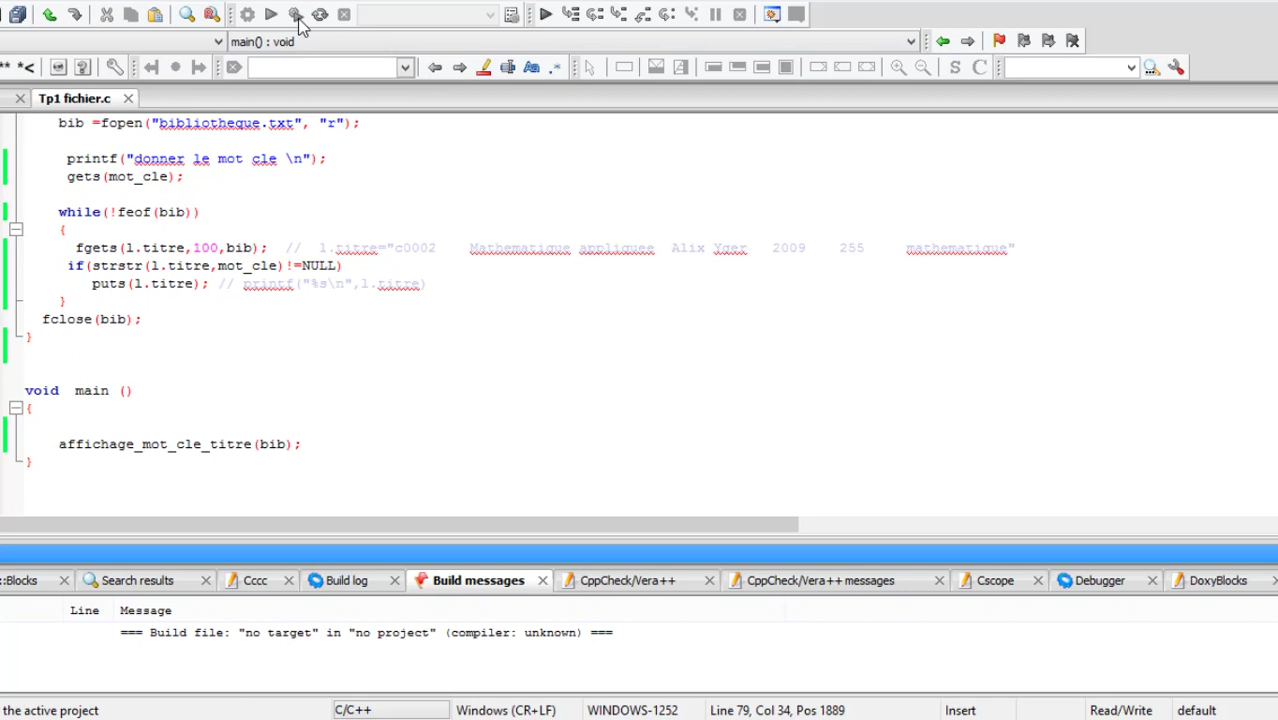 main() : void
** *<
S C
Tp1 fichier.c
bib =fopen("bibliotheque.txt", "r");
printf("donner le mot cle \n");
gets(mot_cle);
while(!feof(bib))
{
fgets(l.titre,100,bib); // l.titre="c0002 Mathematique appliquee Alix Yger 2009 255 mathematique"
if(strstr(l.titre,mot_cle)!=NULL)
puts(l.titre); // printf("%s\n",l.titre)
}
fclose(bib);
}
void main ()
{
affichage_mot_cle_titre(bib);
}
::Blocks Search results Cccc Build log Build messages CppCheck/Vera++ CppCheck/Vera++ messages Cscope Debugger DoxyBlocks
Line Message
=== Build file: "no target" in "no project" (compiler: unknown) ===
the active project C/C++ Windows (CR+LF) WINDOWS-1252 Line 79, Col 34, Pos 1889 Insert Read/Write default